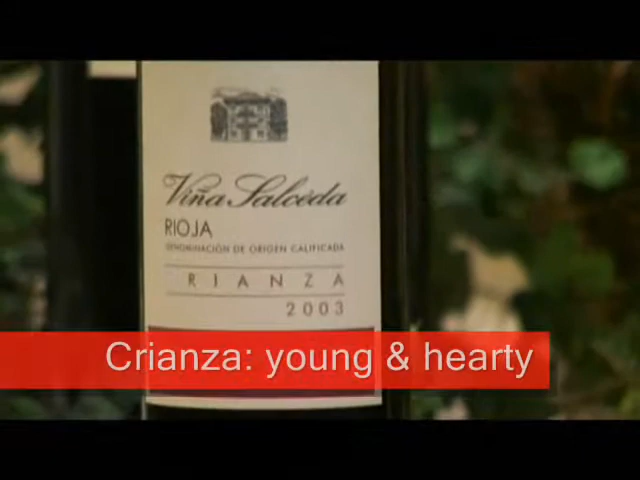 Viña Salceda
RIOJA
DENOMINACIÓN DE ORIGEN CALIFICADA
RIANZA
2003
Crianza: young & hearty